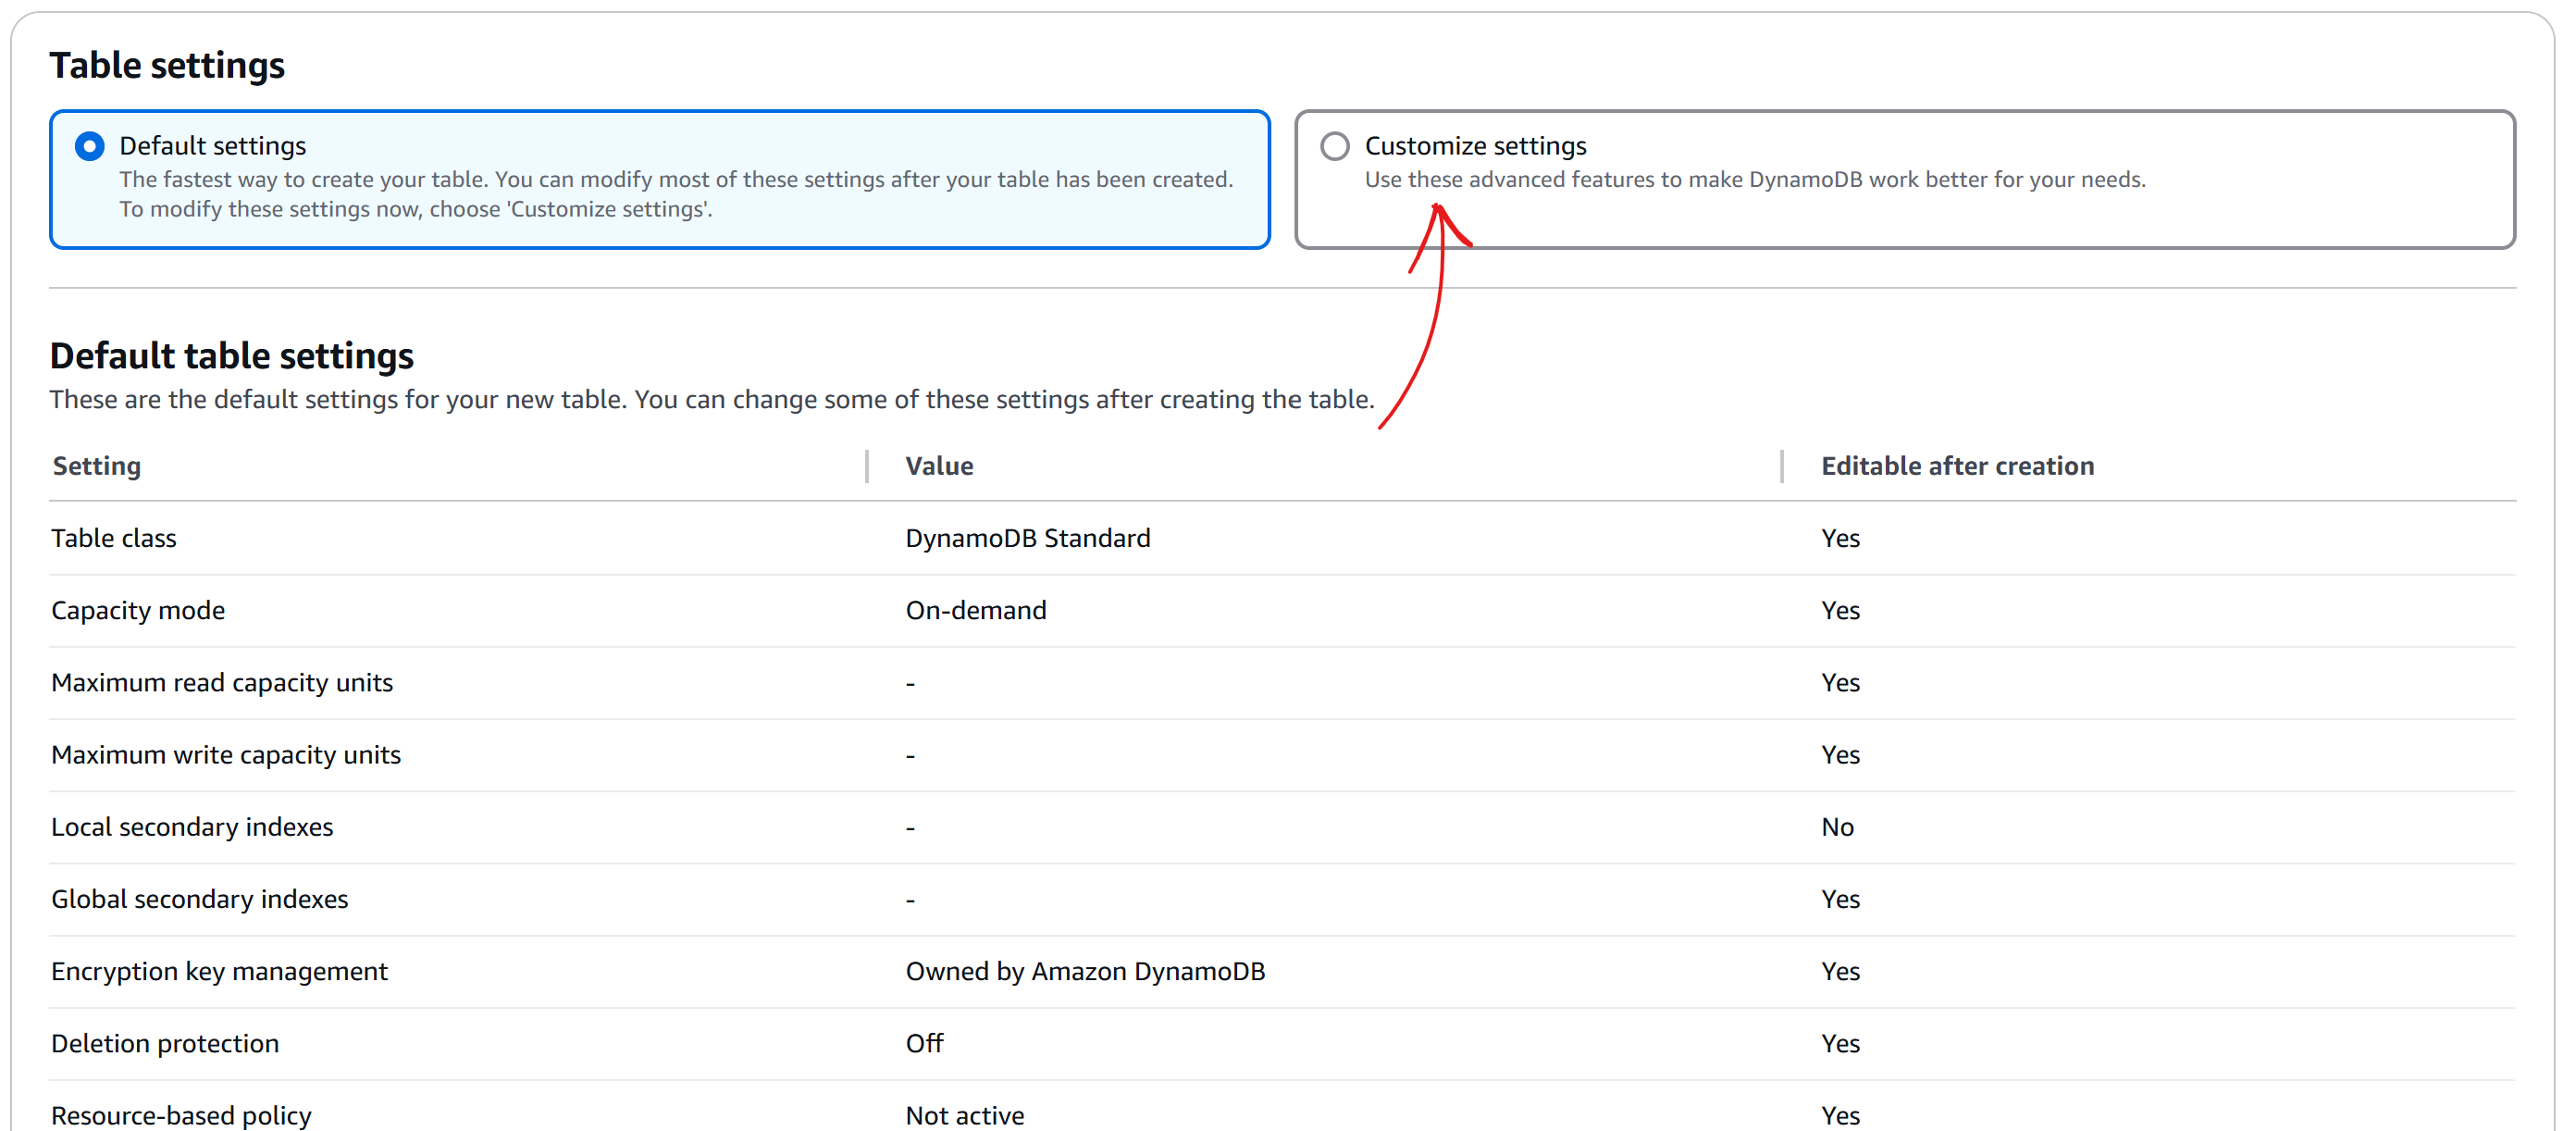 Table settings
Default settings
The fastest way to create your table. You can modify most of these settings after your table has been created.
To modify these settings now, choose 'Customize settings'.
Customize settings
Use these advanced features to make DynamoDB work better for your needs.
Default table settings
These are the default settings for your new table. You can change some of these settings after creating the table.
Setting Value Editable after creation
Table class DynamoDB Standard Yes
Capacity mode On-demand Yes
Maximum read capacity units - Yes
Maximum write capacity units - Yes
Local secondary indexes - No
Global secondary indexes - Yes
Encryption key management Owned by Amazon DynamoDB Yes
Deletion protection Off Yes
Resource-based policy Not active Yes